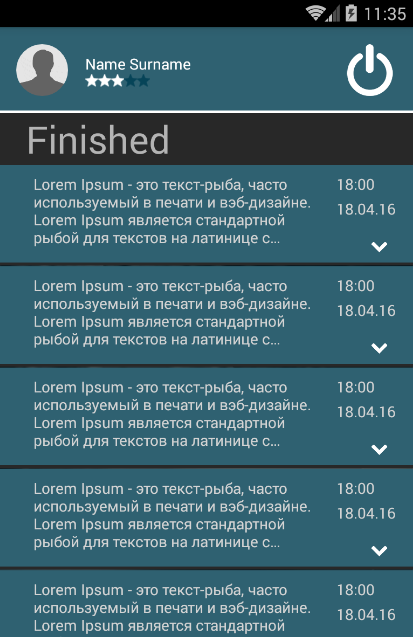 11:35
Name Surname
Finished
Lorem Ipsum - это текст-рыба, часто
используемый в печати и вэб-дизайне.
Lorem Ipsum является стандартной
рыбой для текстов на латинице с...
18:00
18.04.16
Lorem Ipsum - это текст-рыба, часто
используемый в печати и вэб-дизайне.
Lorem Ipsum является стандартной
рыбой для текстов на латинице с...
18:00
18.04.16
Lorem Ipsum - это текст-рыба, часто
используемый в печати и вэб-дизайне.
Lorem Ipsum является стандартной
рыбой для текстов на латинице с...
18:00
18.04.16
Lorem Ipsum - это текст-рыба, часто
используемый в печати и вэб-дизайне.
Lorem Ipsum является стандартной
рыбой для текстов на латинице с...
18:00
18.04.16
Lorem Ipsum - это текст-рыба, часто
используемый в печати и вэб-дизайне.
Lorem Ipsum является стандартной
18:00
18.04.16